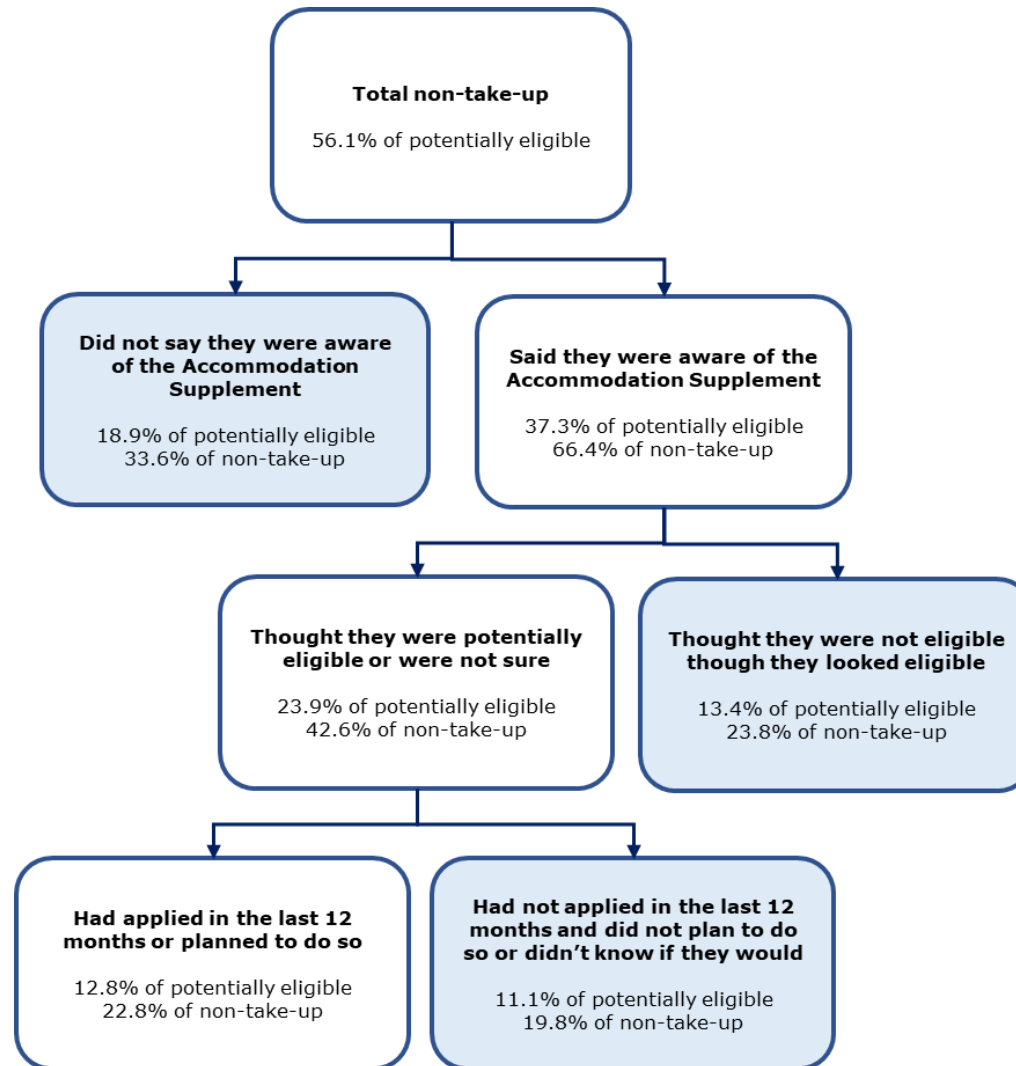 Total non-take-up
56.1% of potentially eligible
Did not say they were aware
of the Accommodation
Supplement
18.9% of potentially eligible
33.6% of non-take-up
Said they were aware of the
Accommodation Supplement
37.3% of potentially eligible
66.4% of non-take-up
Thought they were potentially
eligible or were not sure
23.9% of potentially eligible
42.6% of non-take-up
Thought they were not eligible
though they looked eligible
13.4% of potentially eligible
23.8% of non-take-up
Had applied in the last 12
months or planned to do so
12.8% of potentially eligible
22.8% of non-take-up
Had not applied in the last 12
months and did not plan to do
so or didn’t know if they would
11.1% of potentially eligible
19.8% of non-take-up